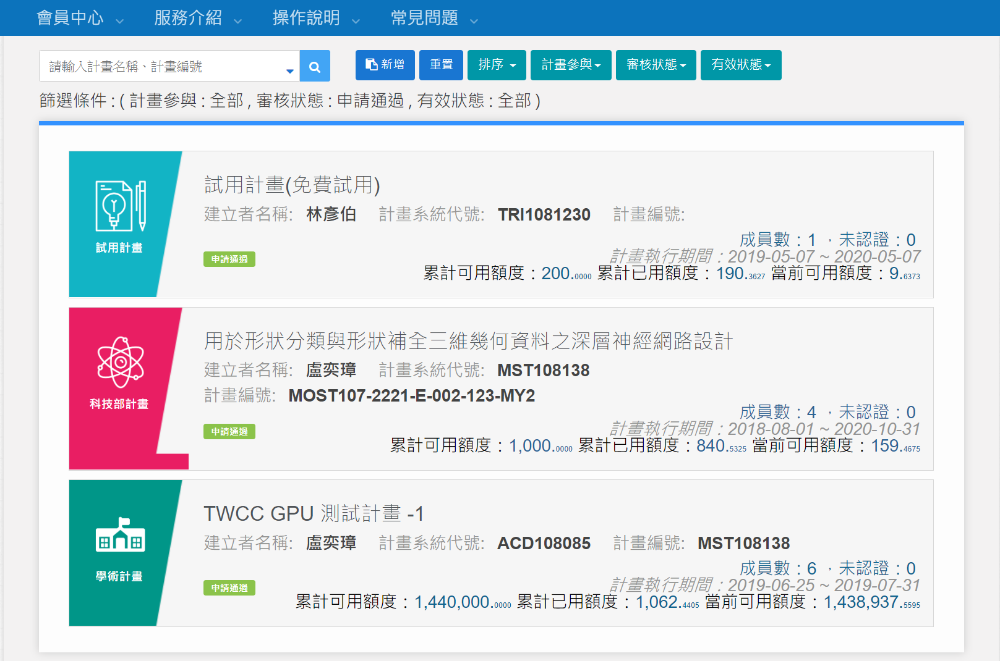 會員中心 服務介紹 操作說明 常見問題
請輸入計畫名稱、計畫編號 新增 重置 排序 計畫參與 審核狀態 有效狀態
篩選條件 : ( 計畫參與 : 全部 , 審核狀態 : 申請通過 , 有效狀態 : 全部 )
試用計畫
試用計畫(免費試用)
建立者名稱: 林彥伯 計畫系統代號: TRI1081230 計畫編號:
成員數：1 ，未認證：0
計畫執行期間：2019-05-07 ~ 2020-05-07
申請通過
累計可用額度：200.0000 累計已用額度：190.3627 當前可用額度：9.6373
科技部計畫
用於形狀分類與形狀補全三維幾何資料之深層神經網路設計
建立者名稱: 盧奕璋 計畫系統代號: MST108138
計畫編號: MOST107-2221-E-002-123-MY2
成員數：4 ，未認證：0
計畫執行期間：2018-08-01 ~ 2020-10-31
申請通過
累計可用額度：1,000.0000 累計已用額度：840.5325 當前可用額度：159.4675
學術計畫
TWCC GPU 測試計畫 -1
建立者名稱: 盧奕璋 計畫系統代號: ACD108085 計畫編號: MST108138
成員數：6 ，未認證：0
計畫執行期間：2019-06-25 ~ 2019-07-31
申請通過
累計可用額度：1,440,000.0000 累計已用額度：1,062.4405 當前可用額度：1,438,937.5595